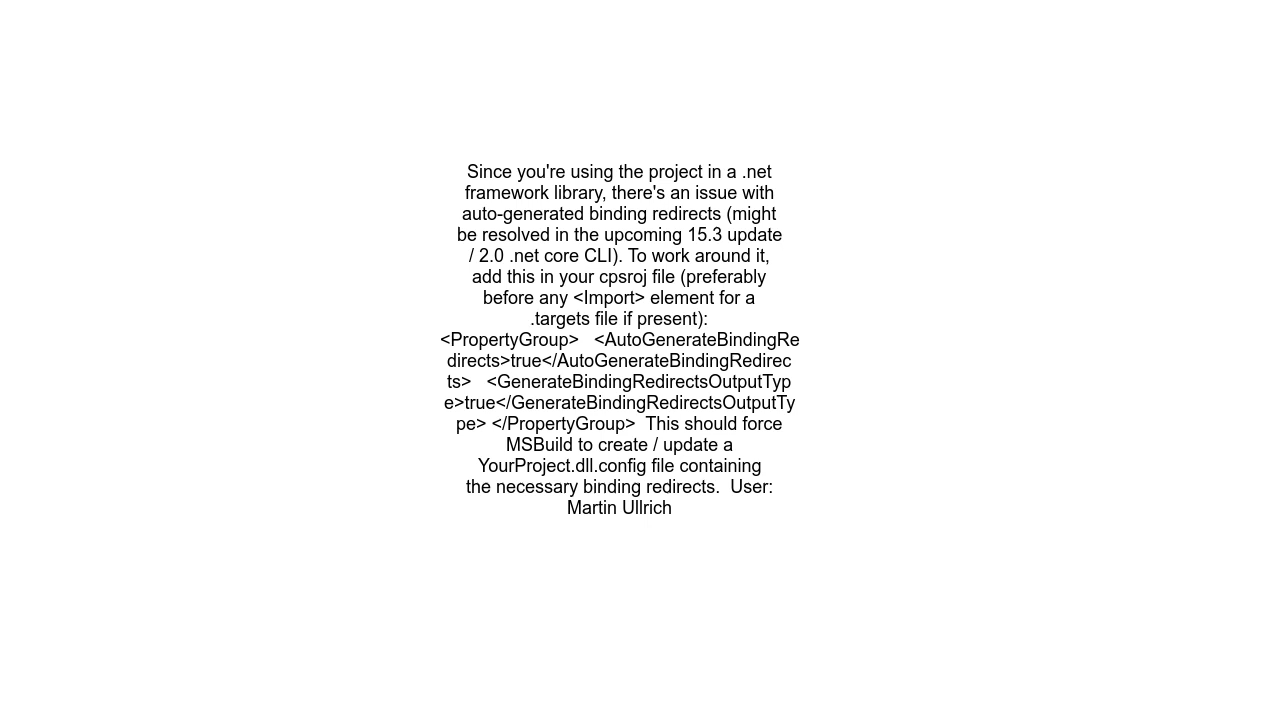 Since you're using the project in a .net
framework library, there's an issue with
auto-generated binding redirects (might
be resolved in the upcoming 15.3 update
/ 2.0 .net core CLI). To work around it,
add this in your cpsroj file (preferably
before any <Import> element for a
.targets file if present):
<PropertyGroup>   <AutoGenerateBindingRe
directs>true</AutoGenerateBindingRedirec
ts>   <GenerateBindingRedirectsOutputTyp
e>true</GenerateBindingRedirectsOutputTy
pe> </PropertyGroup>  This should force
MSBuild to create / update a
YourProject.dll.config file containing
the necessary binding redirects.  User:
Martin Ullrich